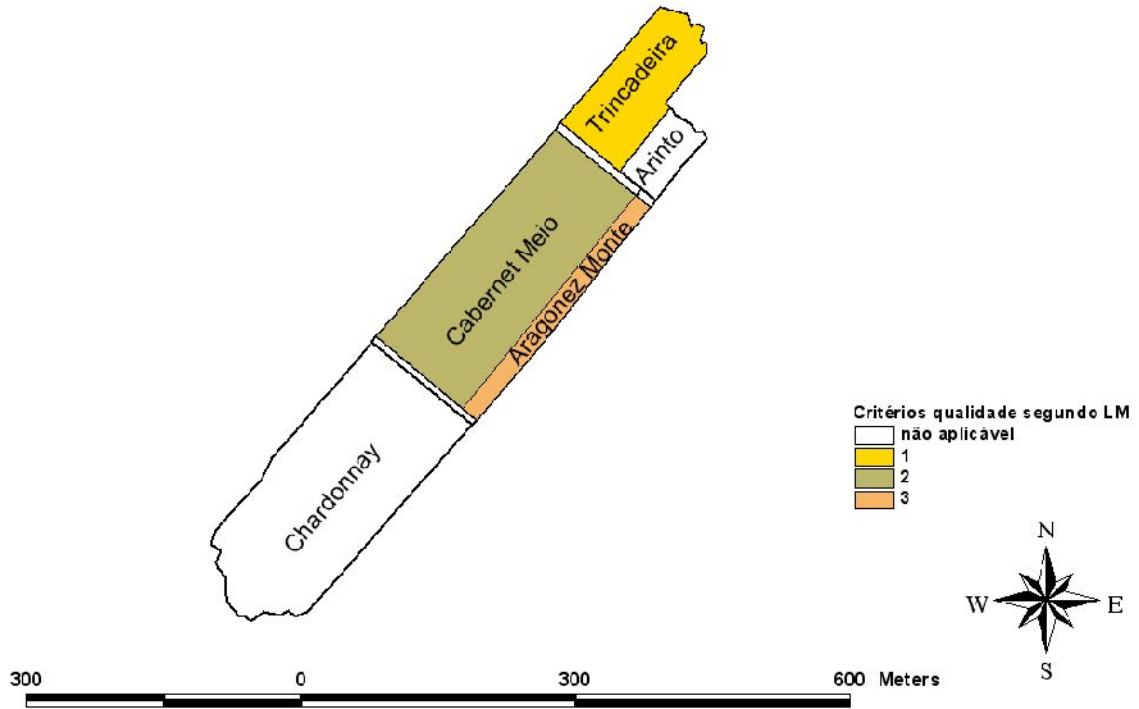 Trincadeira
Arinto
Cabernet Meio
Aragonez Monte
Chardonnay
Critérios qualidade segundo LM
não aplicável
1
2
3
N
W E
S
300 0 300 600 Meters